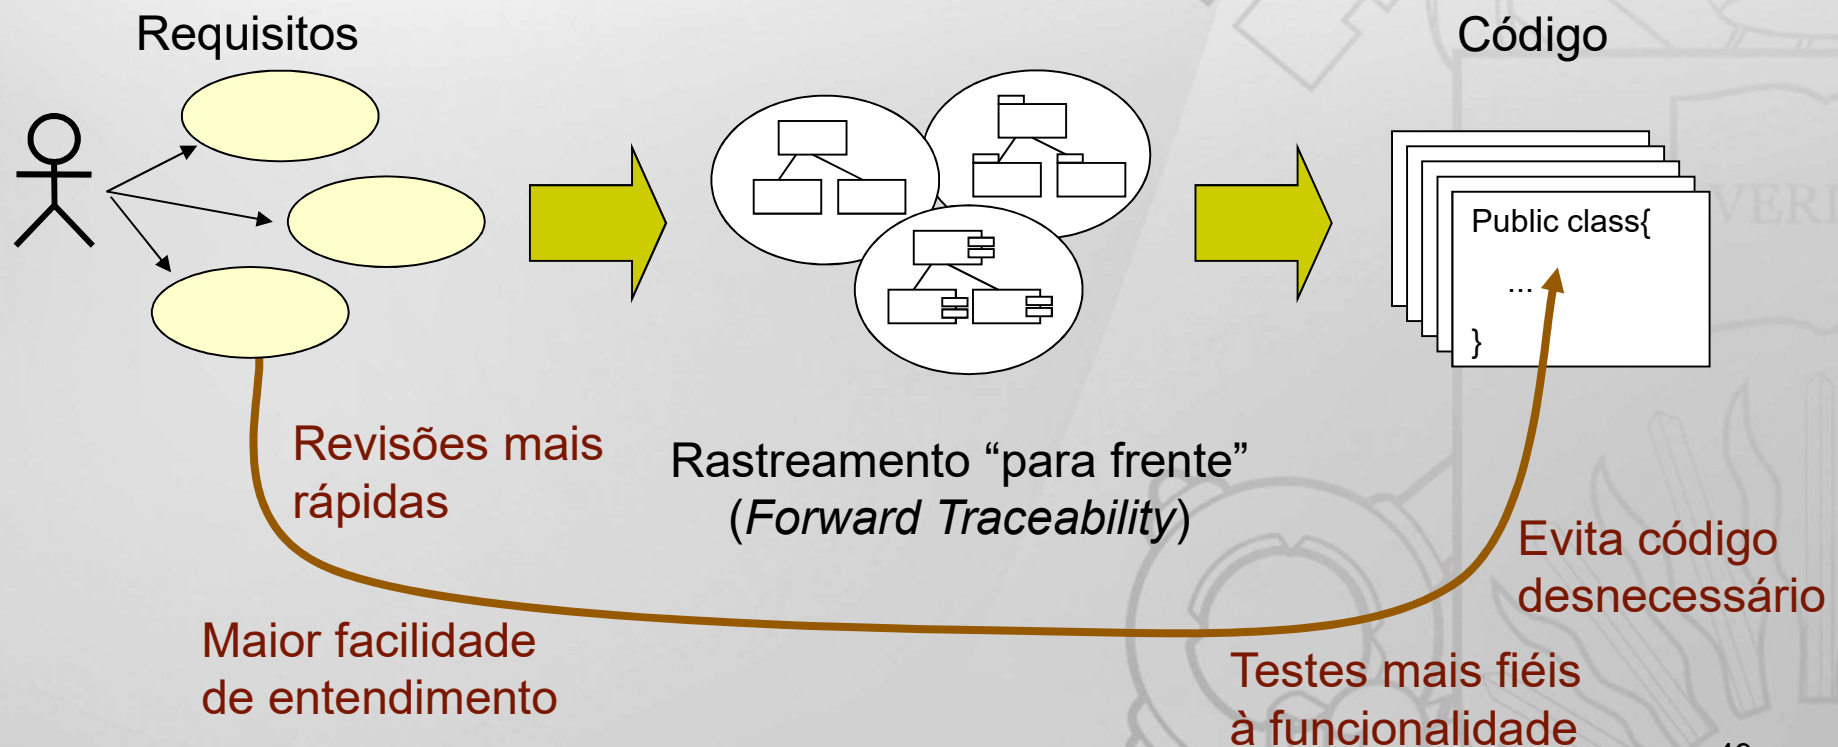 Requisitos
Código
Public class{
...
}
Revisões mais
rápidas
Rastreamento “para frente”
(Forward Traceability)
Evita código
desnecessário
Maior facilidade
de entendimento
Testes mais fiéis
à funcionalidade